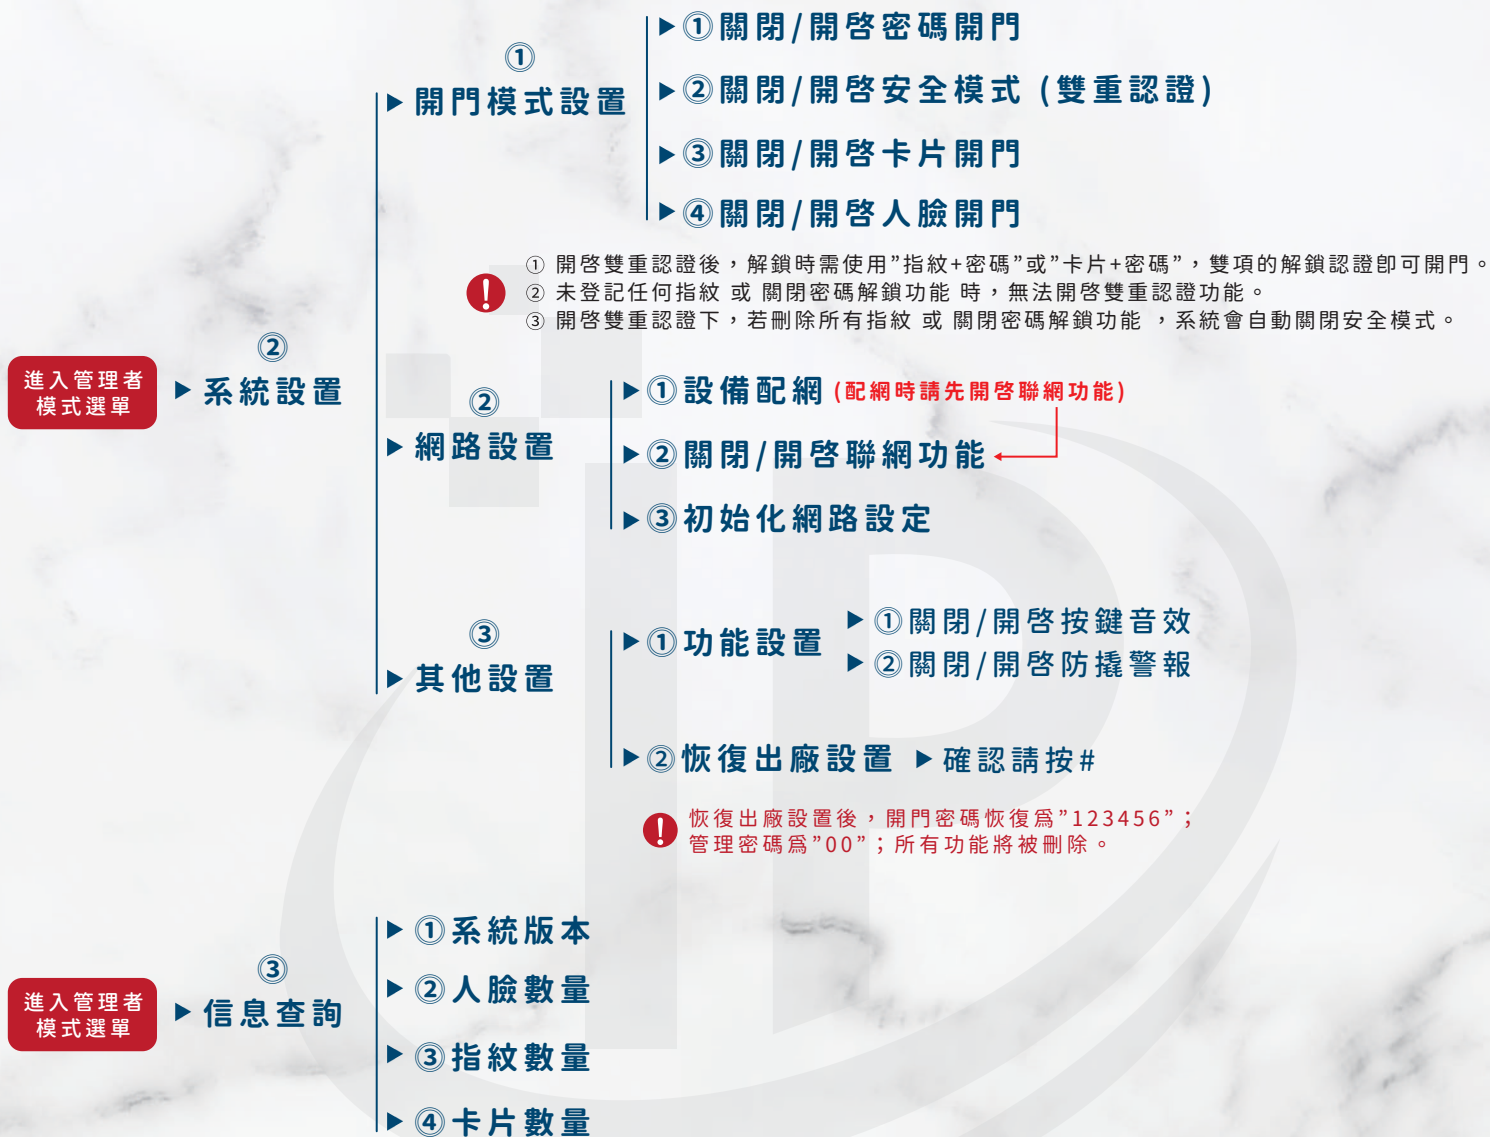 ①
▶ 開門模式設置
▶ ①關閉/開啓密碼開門
▶ ②關閉/開啓安全模式 (雙重認證)
▶ ③關閉/開啓卡片開門
▶ ④關閉/開啓人臉開門
① 開啓雙重認證後，解鎖時需使用”指紋+密碼”或”卡片+密碼”，雙項的解鎖認證卽可開門。
② 未登記任何指紋 或 關閉密碼解鎖功能 時，無法開啓雙重認證功能。
③ 開啓雙重認證下，若刪除所有指紋 或 關閉密碼解鎖功能 ，系統會自動關閉安全模式。
進入管理者
模式選單
②
▶ 系統設置
②
▶ 網路設置
▶ ①設備配網 (配網時請先開啓聯網功能)
▶ ②關閉/開啓聯網功能
▶ ③初始化網路設定
③
▶ 其他設置
▶ ①功能設置
▶ ①關閉/開啓按鍵音效
▶ ②關閉/開啓防撬警報
▶ ②恢復出廠設置 ▶ 確認請按#
恢復出廠設置後，開門密碼恢復爲”123456”；
管理密碼爲”00”；所有功能將被刪除。
進入管理者
模式選單
③
▶ 信息查詢
▶ ①系統版本
▶ ②人臉數量
▶ ③指紋數量
▶ ④卡片數量